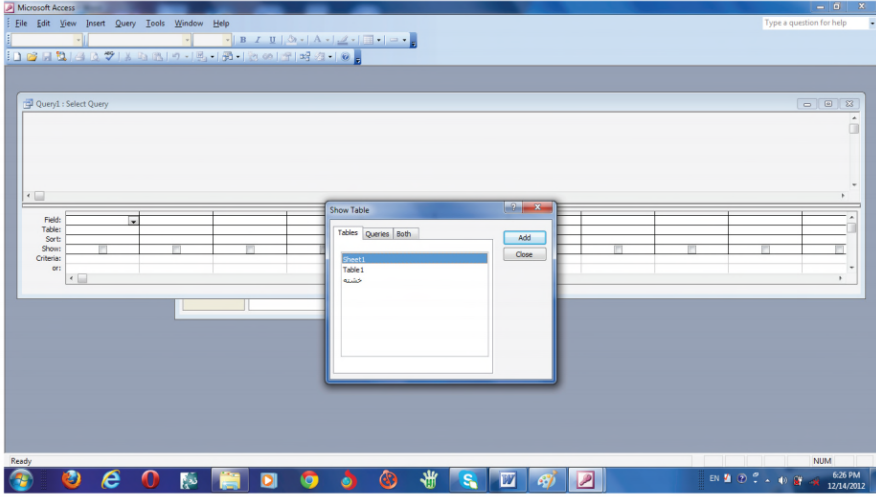 Microsoft Access
File Edit View Insert Query Tools Window Help
Type a question for help
B I U
Query1 : Select Query
Field:
Table:
Sort:
Show:
Criteria:
or:
Show Table
Tables Queries Both
Add
Close
Sheet1
Table1
خشته
Ready
NUM
EN
6:26 PM
12/14/2012